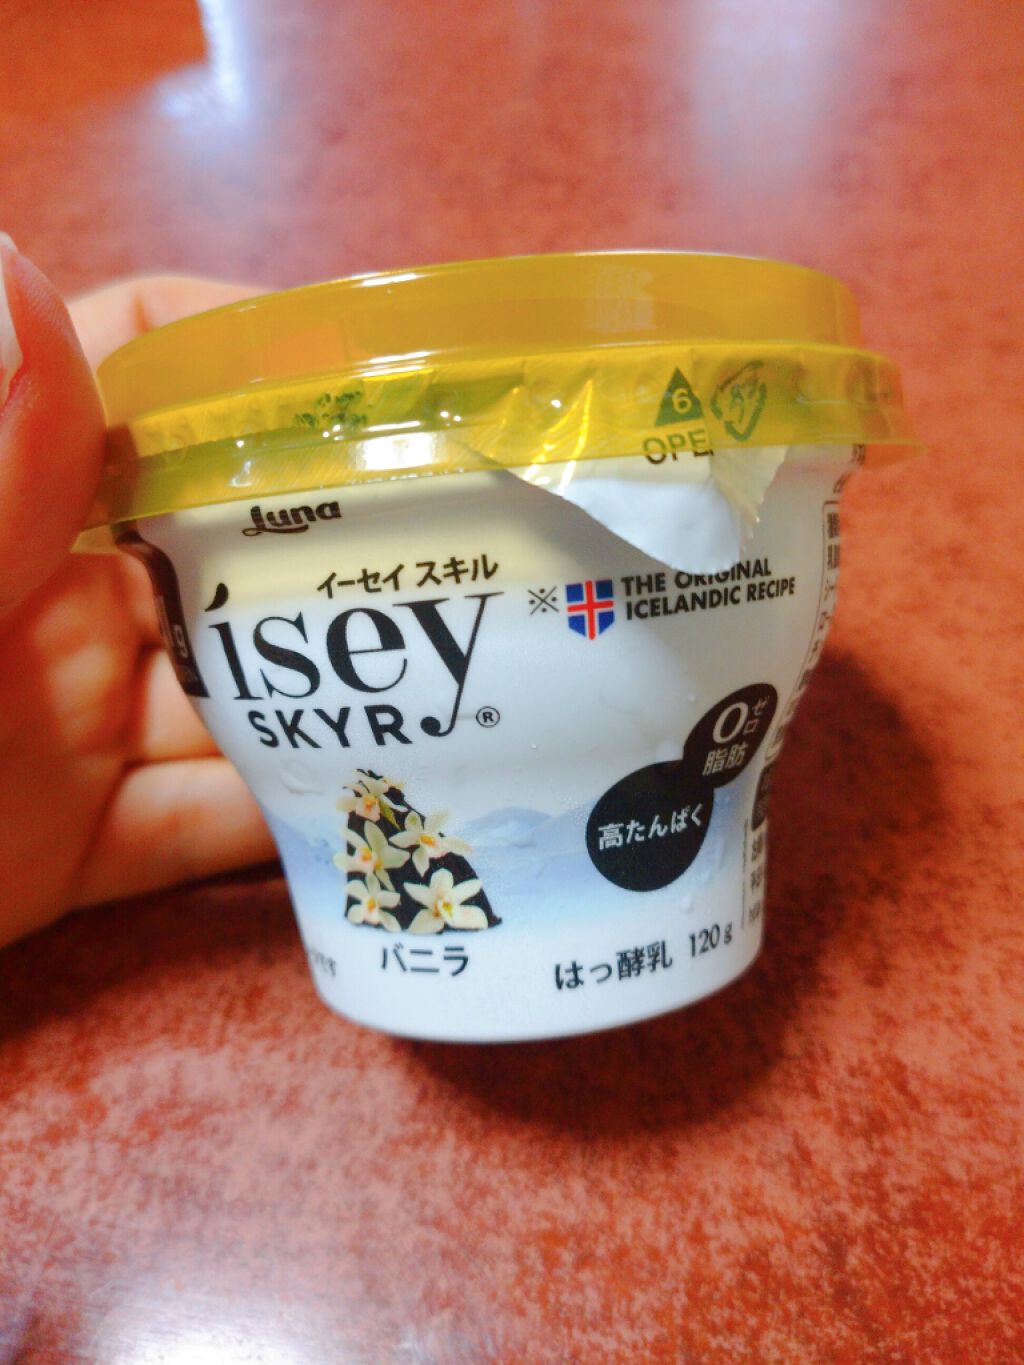 6
OPE
Luna
イーセイ スキル
ísey
SKYR®
※ THE ORIGINAL
ICELANDIC RECIPE
0 ゼロ
脂肪
高たんぱく
バニラ
はっ酵乳 120g